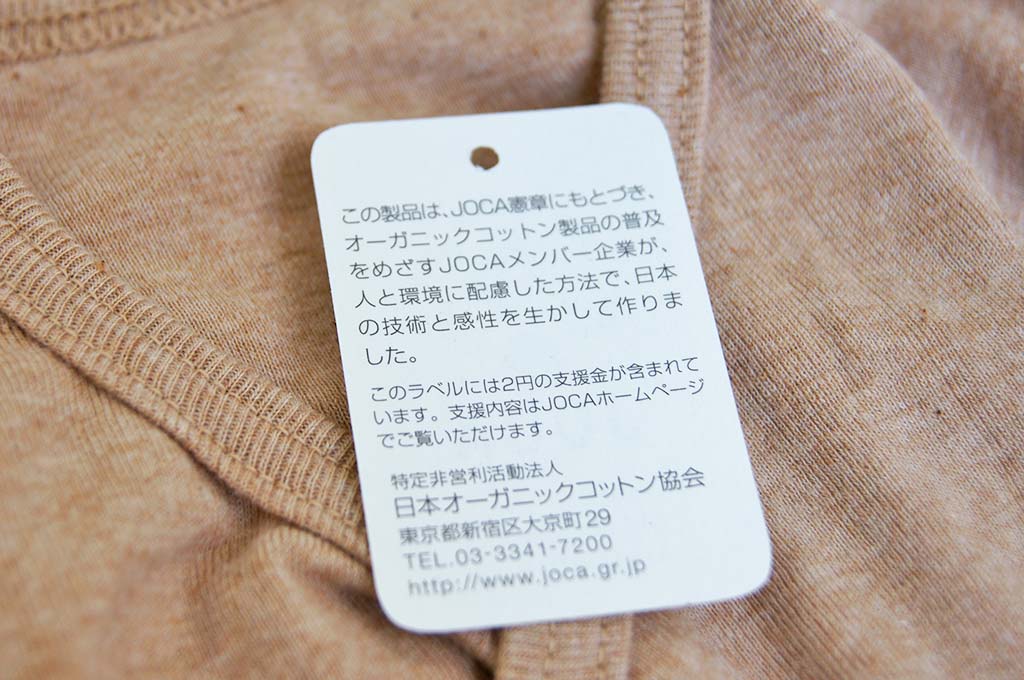 この製品は、JOCA憲章にもとづき、
オーガニックコットン製品の普及
をめざすJOCAメンバー企業が、
人と環境に配慮した方法で、日本
の技術と感性を生かして作りま
した。
このラベルには2円の支援金が含まれて
います。支援内容はJOCAホームページ
でご覧いただけます。
特定非営利活動法人
日本オーガニックコットン協会
東京都新宿区大京町29
TEL.03-3341-7200
http://www.joca.gr.jp